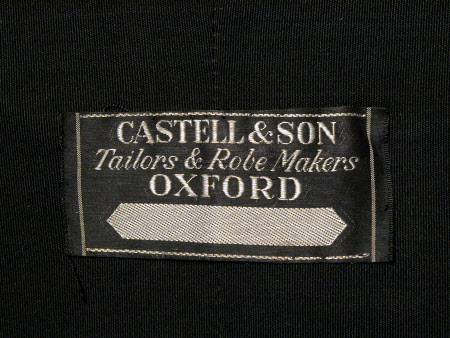 CASTELL & SON
Tailors & Robe Makers
OXFORD